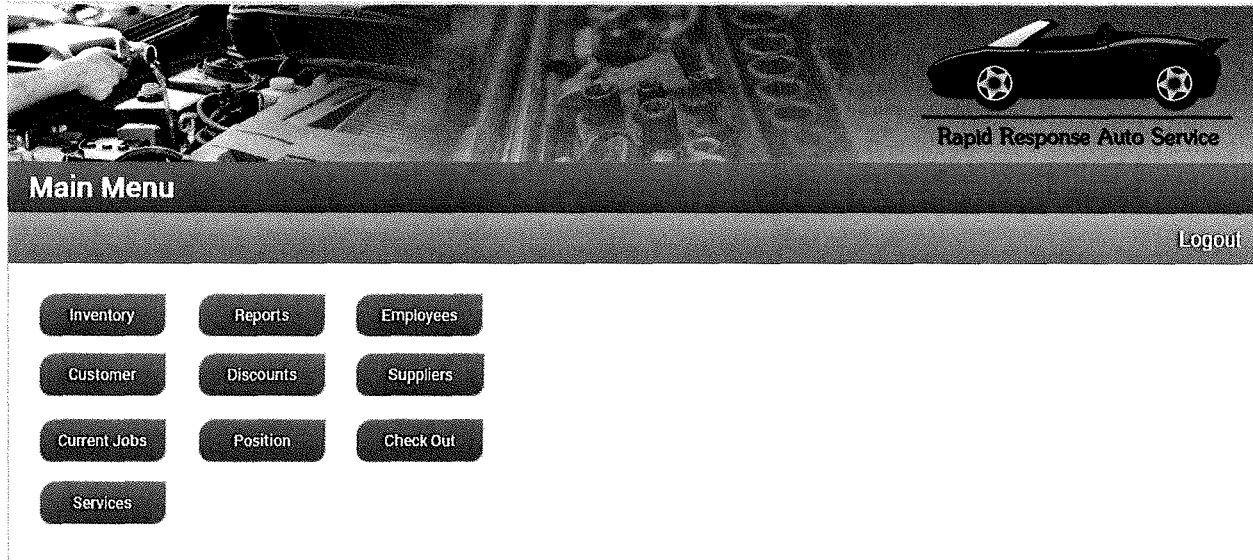 Rapid Response Auto Service
Main Menu
Logout
Inventory Reports Employees
Customer Discounts Suppliers
Current Jobs Position Check Out
Services